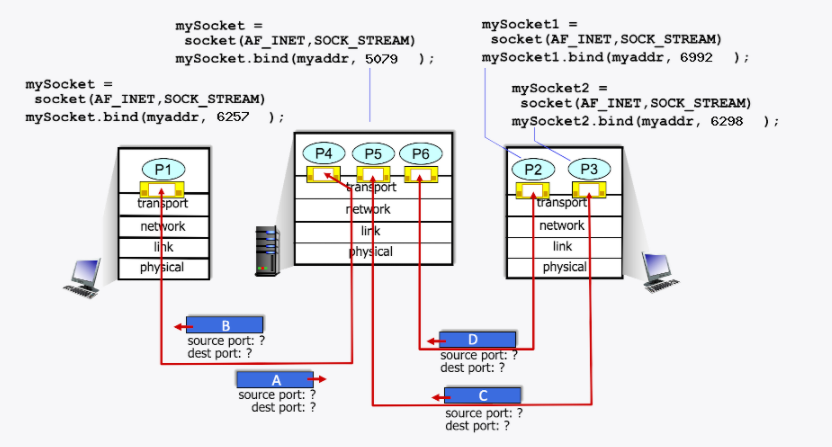 mySocket =
socket(AF_INET,SOCK_STREAM)
mySocket.bind(myaddr, 5079 );
mySocket1 =
socket(AF_INET,SOCK_STREAM)
mySocket1.bind(myaddr, 6992 );
mySocket =
socket(AF_INET,SOCK_STREAM)
mySocket.bind(myaddr, 6257 );
mySocket2 =
socket(AF_INET,SOCK_STREAM)
mySocket2.bind(myaddr, 6298 );
P1
transport
network
link
physical
P4 P5 P6
transport
network
link
physical
P2 P3
transport
network
link
physical
B
source port: ?
dest port: ?
A
source port: ?
dest port: ?
D
source port: ?
dest port: ?
C
source port: ?
dest port: ?